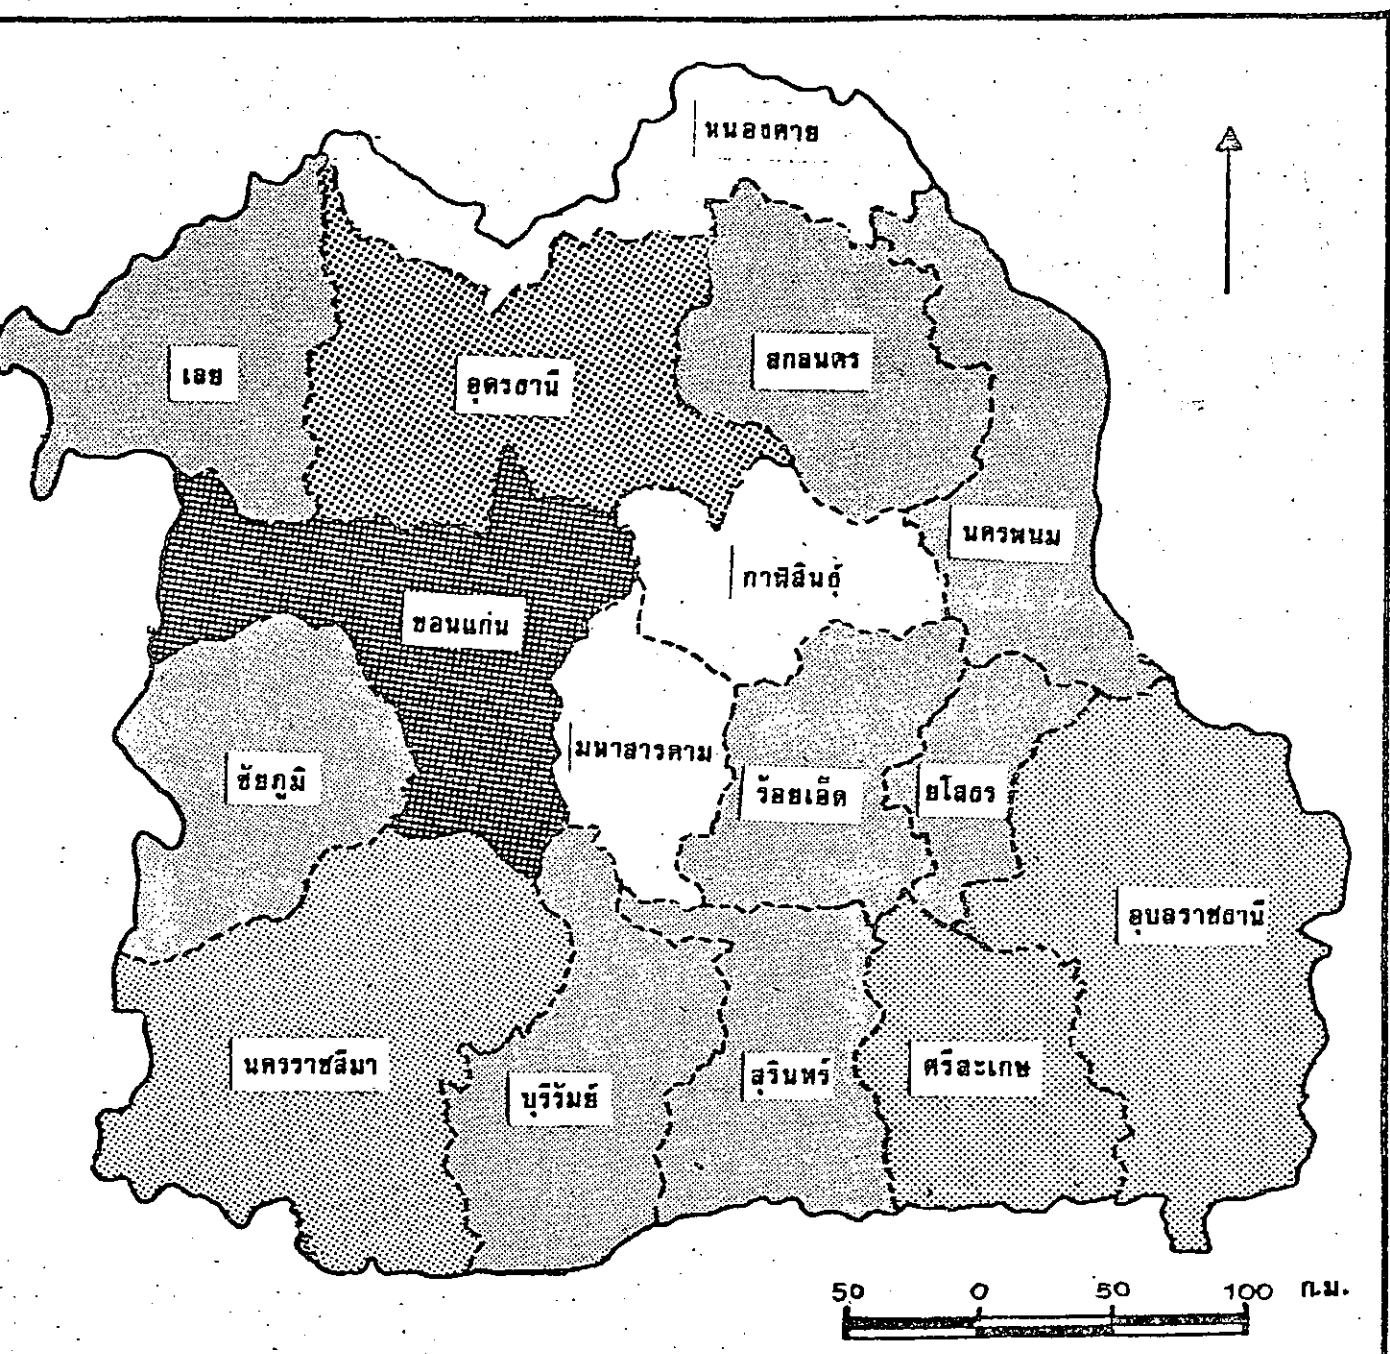 หนองคาย
เลย
อุดรธานี
สกลนคร
นครพนม
กาฬสินธุ์
ขอนแก่น
มหาสารคาม
ชัยภูมิ
ร้อยเอ็ด
ยโสธร
อุบลราชธานี
นครราชสีมา
บุรีรัมย์
สุรินทร์
ศรีสะเกษ
50 0 50 100 ก.ม.